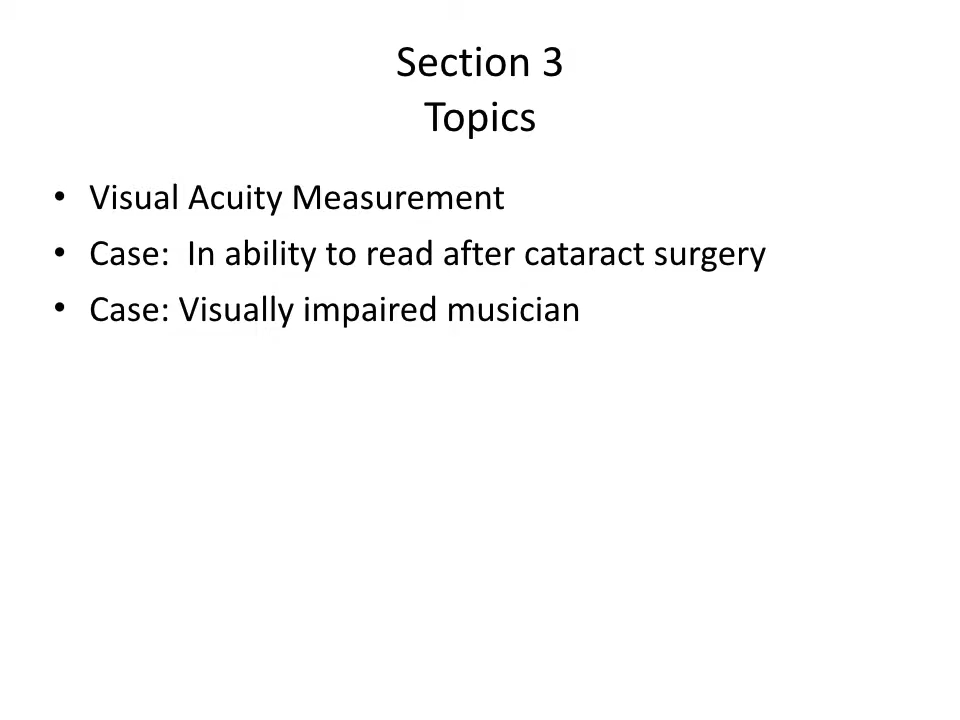 Section 3
Topics
• Visual Acuity Measurement
• Case:  In ability to read after cataract surgery
• Case: Visually impaired musician